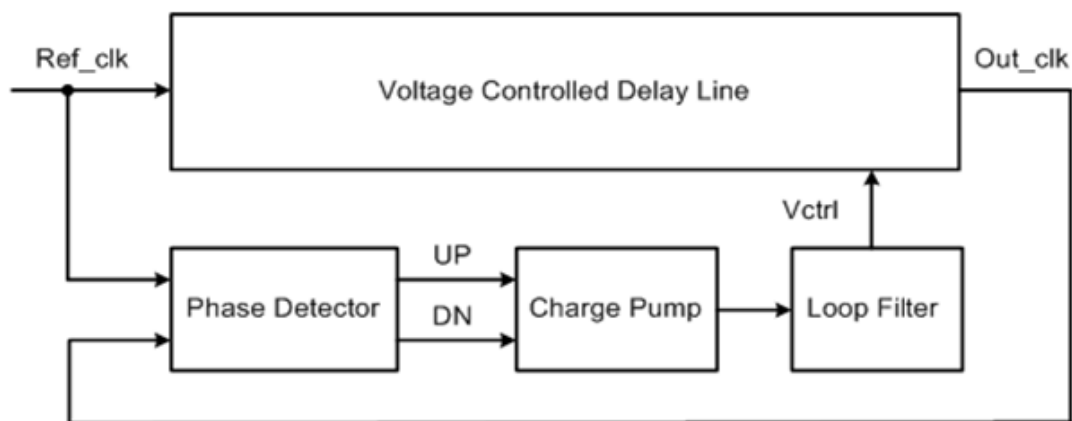 Ref_clk
Voltage Controlled Delay Line
Out_clk
Vctrl
Phase Detector
UP
DN
Charge Pump
Loop Filter